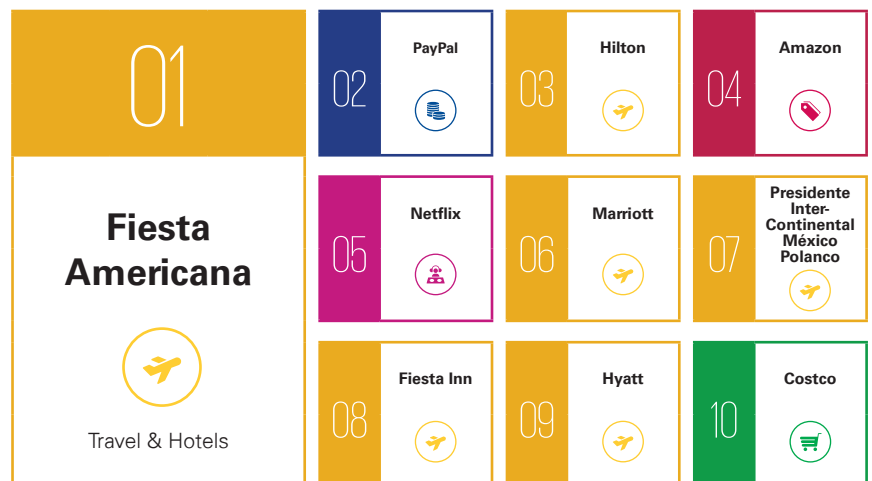 01
Fiesta
Americana
Travel & Hotels
02
PayPal
03
Hilton
04
Amazon
05
Netflix
06
Marriott
07
Presidente
Inter-
Continental
México
Polanco
08
Fiesta Inn
09
Hyatt
10
Costco